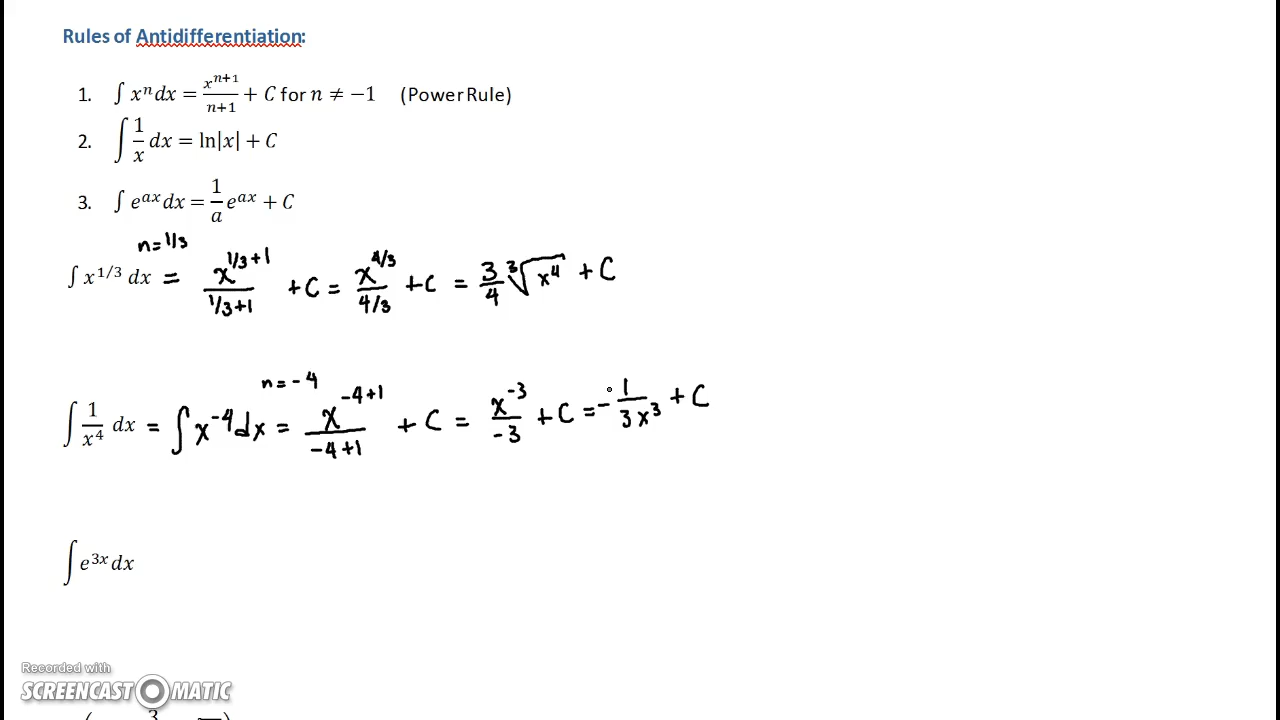 Rules of Antidifferentiation:
1. ∫ xⁿ dx = xⁿ⁺¹/(n+1) + C for n ≠ −1 (Power Rule)
2. ∫ 1/x dx = ln|x| + C
3. ∫ e^(ax) dx = 1/a e^(ax) + C
n = 1/3
∫ x^(1/3) dx = x^(1/3+1)/(1/3+1) + C = x^(4/3)/(4/3) + C = 3/4 ∛(x⁴) + C
n = -4
∫ 1/x⁴ dx = ∫ x⁻⁴ dx = x^(-4+1)/(-4+1) + C = x⁻³/-3 + C = - 1/(3x³) + C
∫ e^(3x) dx
Recorded with
SCREENCAST-O-MATIC